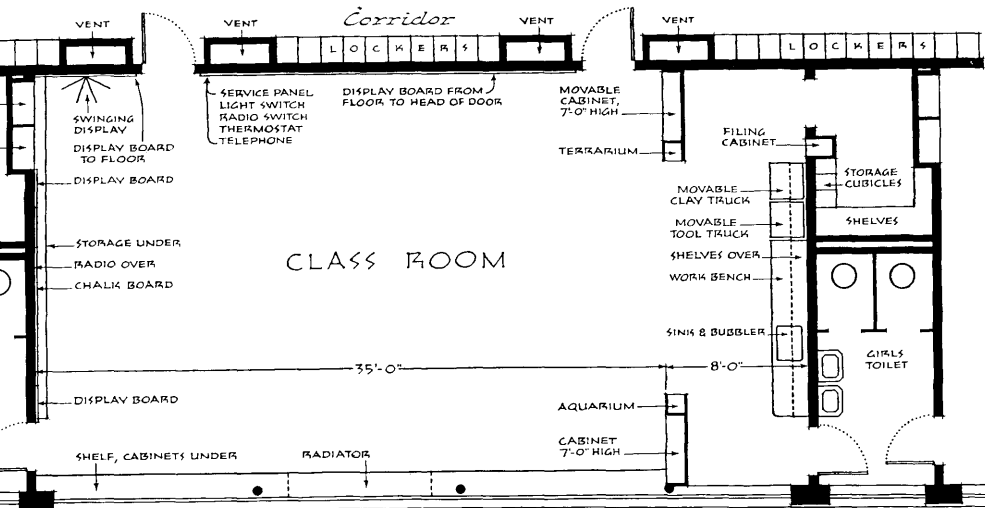 Corridor
VENT
VENT
VENT
VENT
LOCKERS
LOCKERS
SWINGING
DISPLAY
DISPLAY BOARD
TO FLOOR
SERVICE PANEL
LIGHT SWITCH
RADIO SWITCH
THERMOSTAT
TELEPHONE
DISPLAY BOARD FROM
FLOOR TO HEAD OF DOOR
MOVABLE
CABINET,
7'-0" HIGH
TERRARIUM
FILING
CABINET
STORAGE
CUBICLES
SHELVES
DISPLAY BOARD
MOVABLE
CLAY TRUCK
MOVABLE
TOOL TRUCK
STORAGE UNDER
RADIO OVER
CHALK BOARD
CLASS ROOM
SHELVES OVER
WORK BENCH
SINK & BUBBLER
GIRLS
TOILET
35'-0"
8'-0"
DISPLAY BOARD
AQUARIUM
CABINET
7'-0" HIGH
SHELF, CABINETS UNDER
RADIATOR